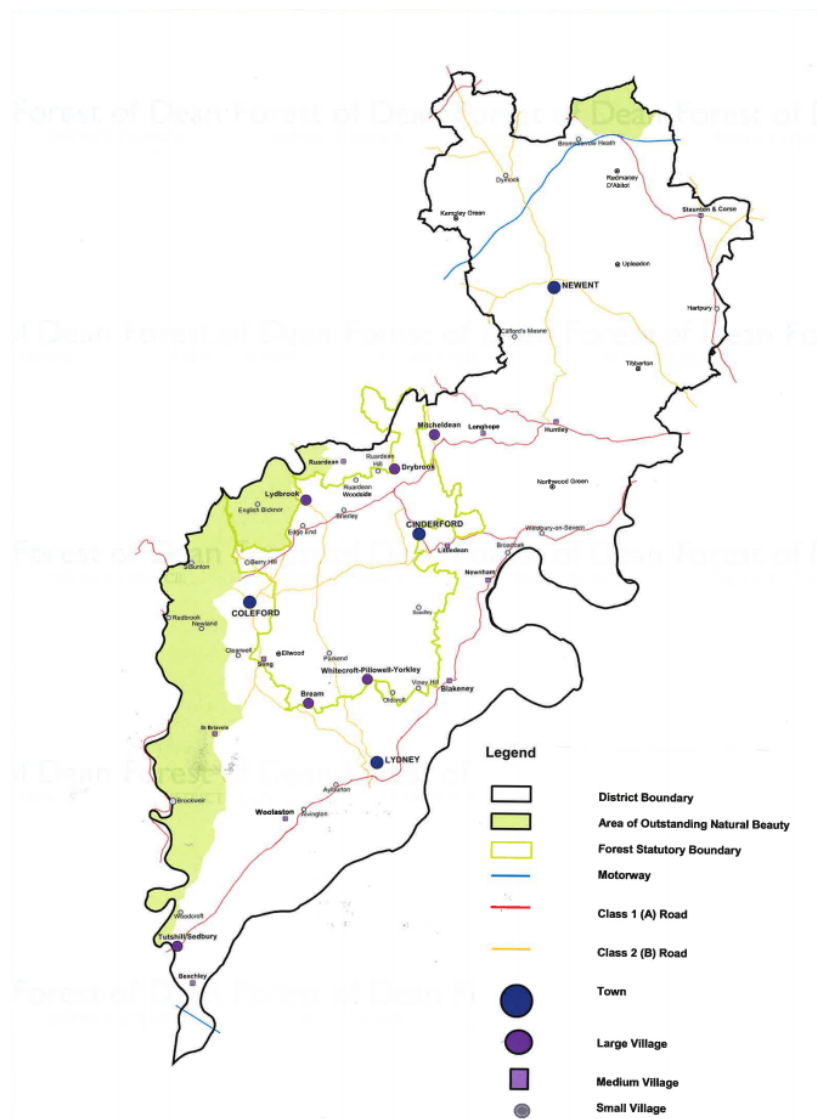 Forest of Dean Forest of Dean Forest of Dean Forest of D
Bromesberrow Heath
Dymock
Redmarley
D'Abitot
Kempley Green
Staunton & Corse
Upleadon
NEWENT
Hartpury
Clifford's Mesne
Tibberton
Huntley
Mitcheldean
Longhope
Ruardean
Ruardean
Hill
Drybrook
Ruardean
Woodside
Northwood Green
Lydbrook
English Bicknor
Brierley
Edge End
CINDERFORD
Westbury-on-Severn
Littledean
Broadoak
Berry Hill
Staunton
Newnham
COLEFORD
Soudley
Redbrook
Newland
Clearwell
Ellwood
Parkend
Sling
Whitecroft-Pillowell-Yorkley
Viney Hill
Blakeney
Oldcroft
Bream
St Briavels
LYDNEY
Aylburton
Brockweir
Alvington
Woolaston
Woodcroft
Tutshill/Sedbury
Beachley
Legend
District Boundary
Area of Outstanding Natural Beauty
Forest Statutory Boundary
Motorway
Class 1 (A) Road
Class 2 (B) Road
Town
Large Village
Medium Village
Small Village